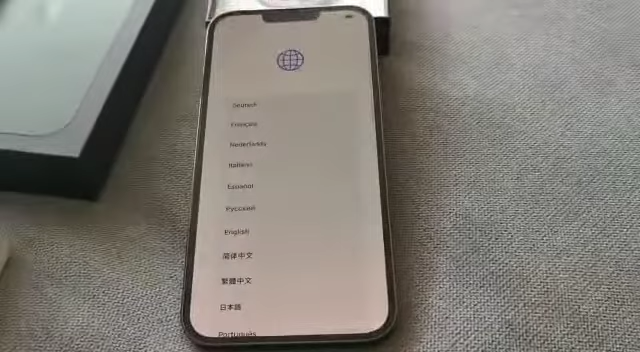 Deutsch
Français
Nederlands
Italiano
Español
Русский
English
简体中文
繁體中文
日本語
Português